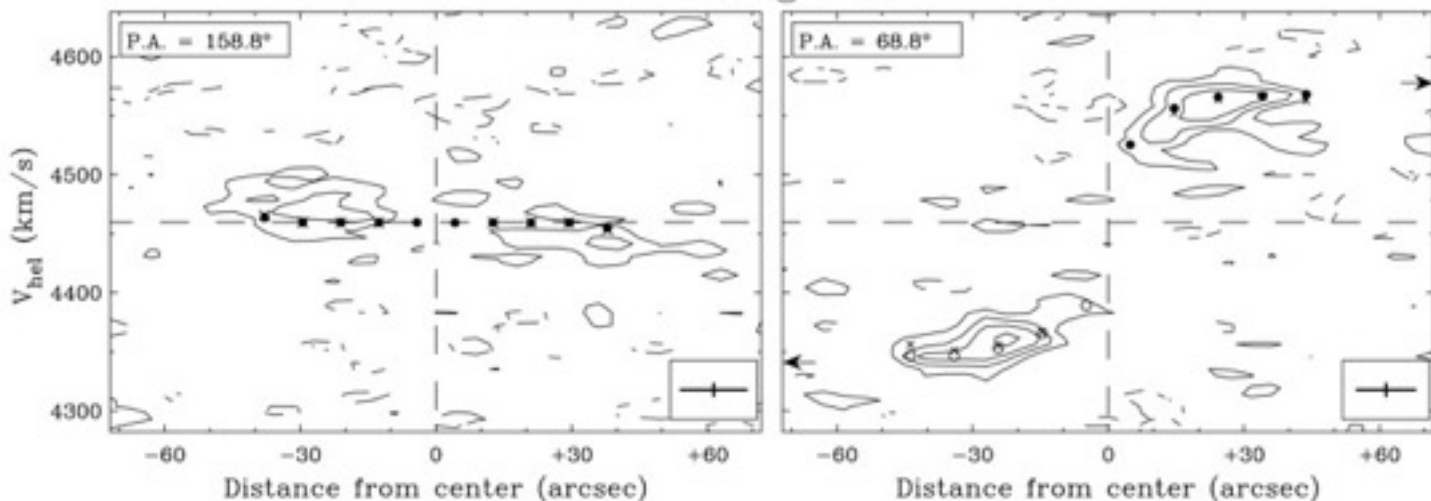 P.A. = 158.8°
P.A. = 68.8°
4600
4500
4400
4300
V_hel (km/s)
−60 −30 0 +30 +60
−60 −30 0 +30 +60
Distance from center (arcsec)
Distance from center (arcsec)